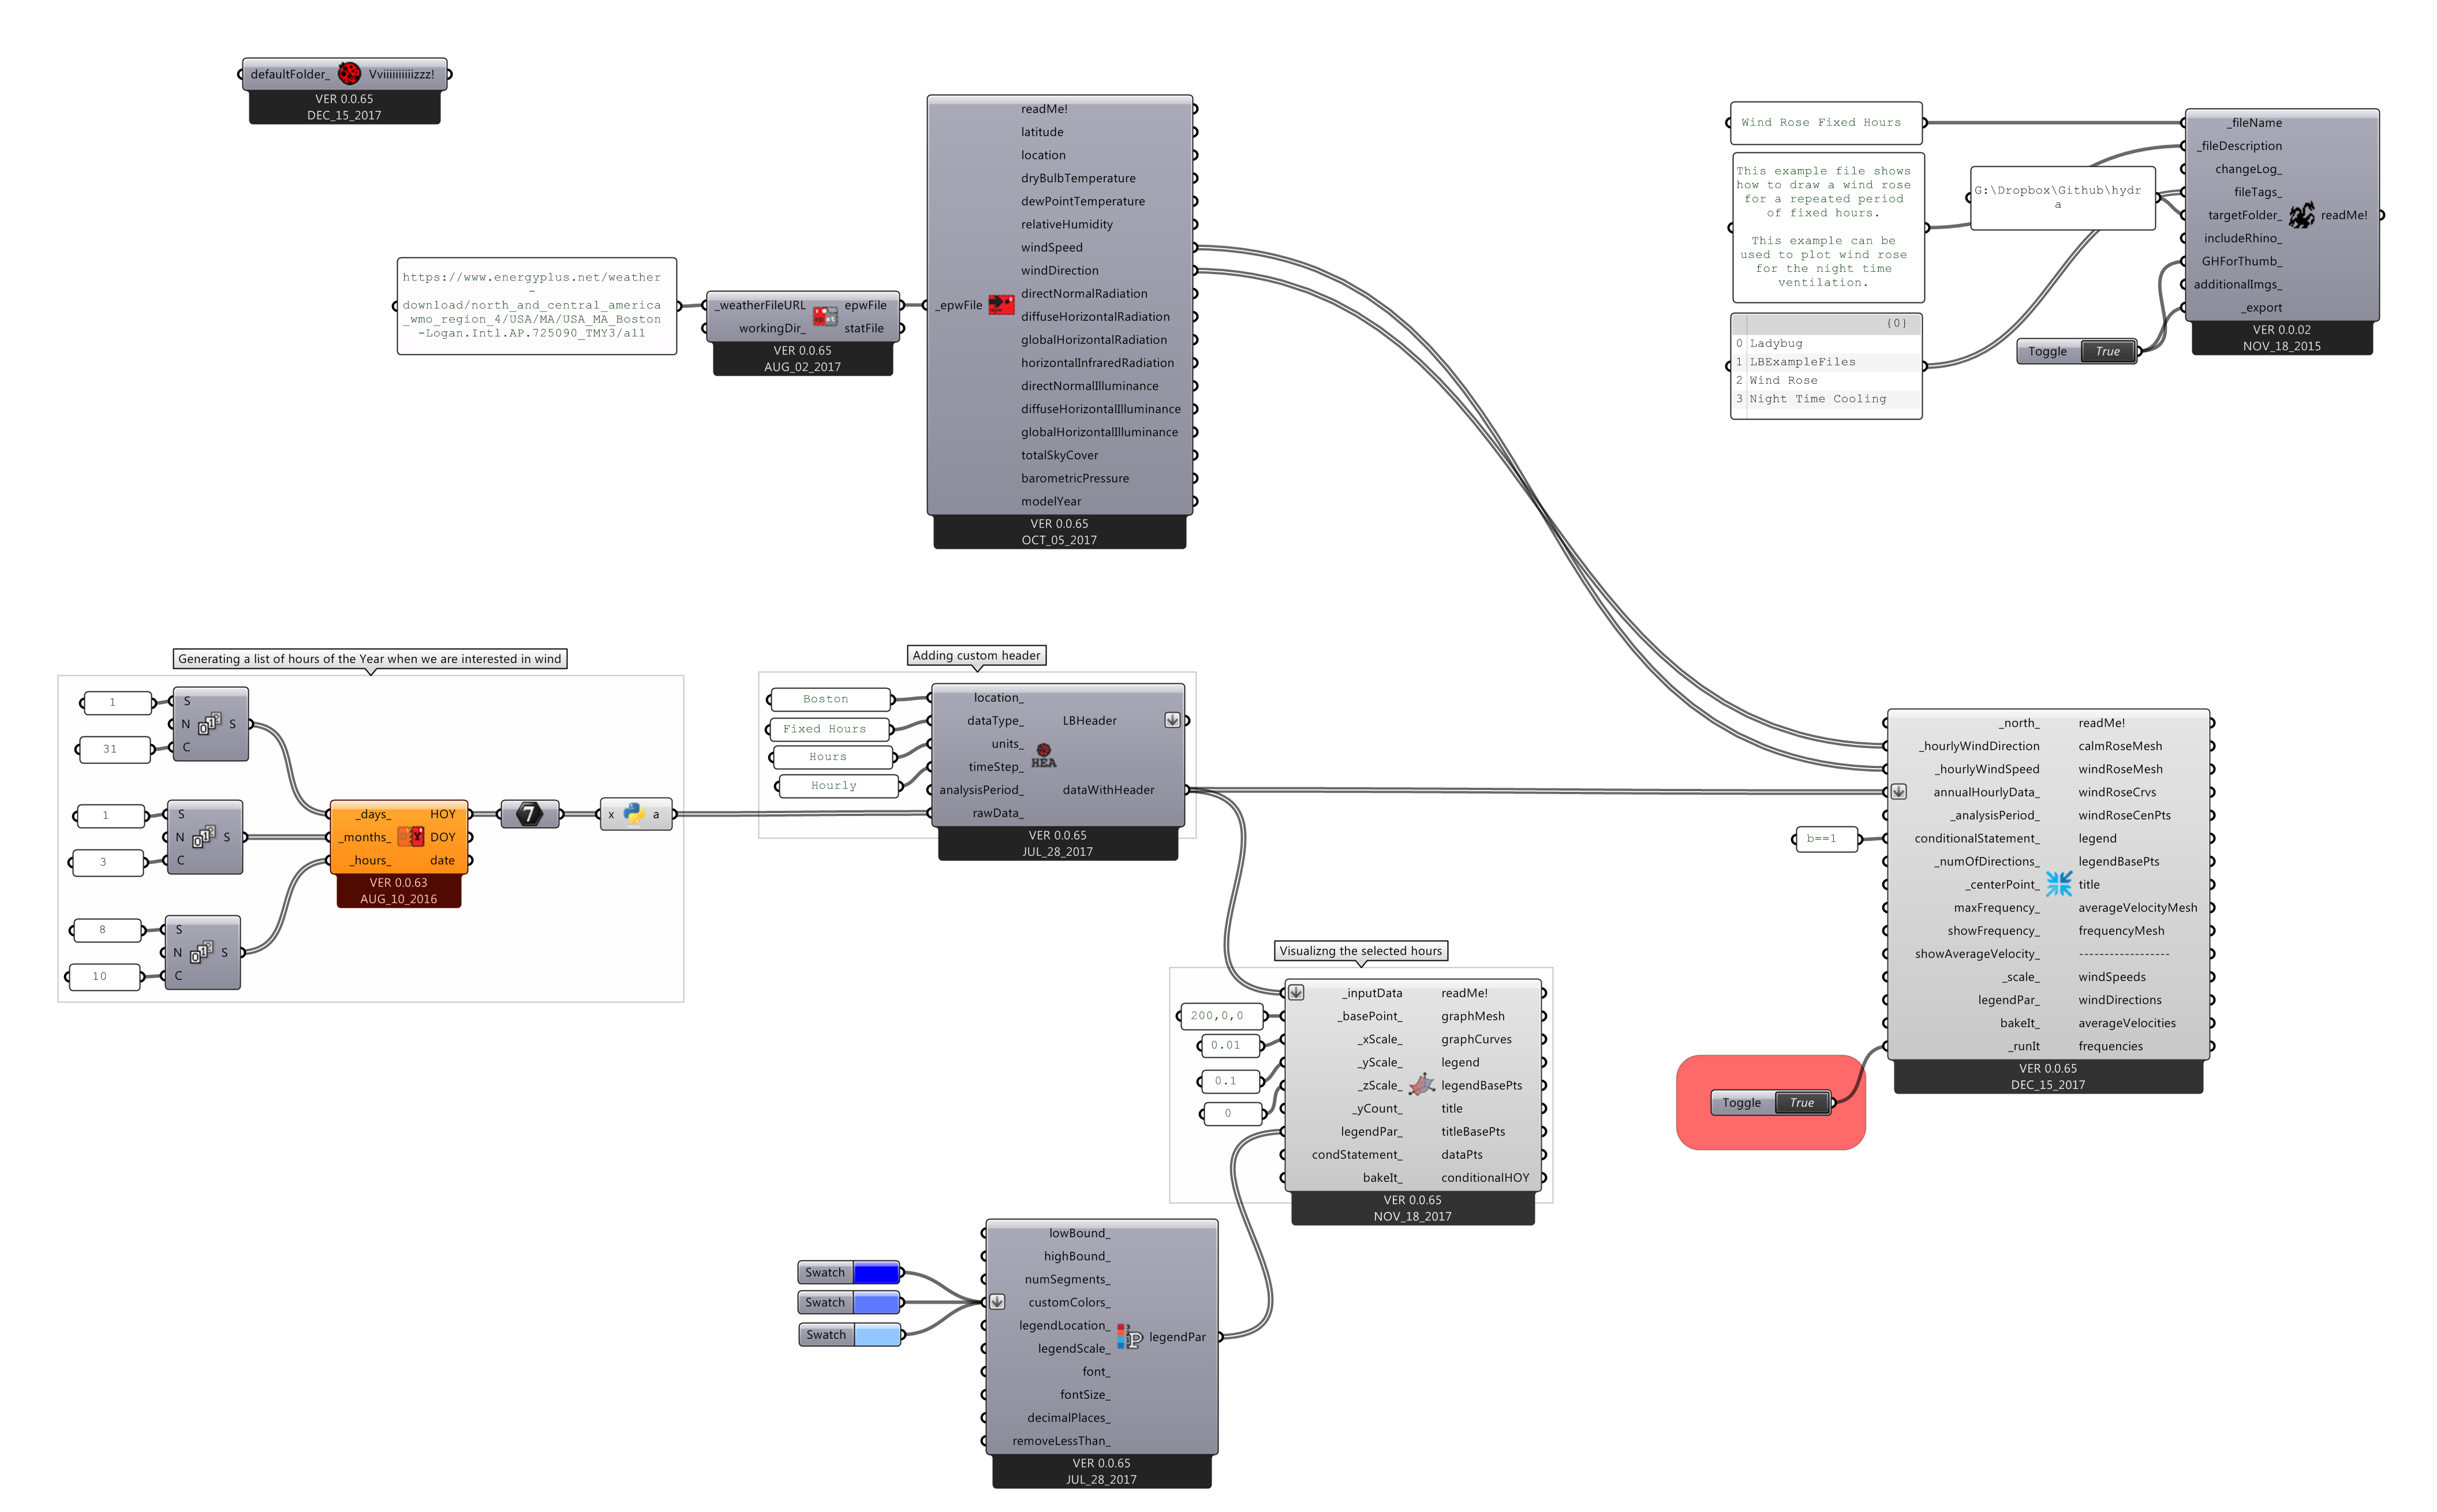 defaultFolder_ Vviiiiiiiiiizzz!
VER 0.0.65
DEC_15_2017
https://www.energyplus.net/weather
-
download/north_and_central_america
_wmo_region_4/USA/MA/USA_MA_Boston
-Logan.Intl.AP.725090_TMY3/all
_weatherFileURL epwFile
workingDir_ statFile
VER 0.0.65
AUG_02_2017
_epwFile
readMe!
latitude
location
dryBulbTemperature
dewPointTemperature
relativeHumidity
windSpeed
windDirection
directNormalRadiation
diffuseHorizontalRadiation
globalHorizontalRadiation
horizontalInfraredRadiation
directNormalIlluminance
diffuseHorizontalIlluminance
globalHorizontalIlluminance
totalSkyCover
barometricPressure
modelYear
VER 0.0.65
OCT_05_2017
Wind Rose Fixed Hours
This example file shows
how to draw a wind rose
for a repeated period
of fixed hours.
This example can be
used to plot wind rose
for the night time
ventilation.
G:\Dropbox\Github\hydr
a
{0}
0 Ladybug
1 LBExampleFiles
2 Wind Rose
3 Night Time Cooling
Toggle True
_fileName
_fileDescription
changeLog_
fileTags_
targetFolder_ readMe!
includeRhino_
GHForThumb_
additionalImgs_
_export
VER 0.0.02
NOV_18_2015
Generating a list of hours of the Year when we are interested in wind
1
31
S
N S
C
1
3
S
N S
C
8
10
S
N S
C
_days_ HOY
_months_ DOY
_hours_ date
VER 0.0.63
AUG_10_2016
7
x a
Adding custom header
Boston
Fixed Hours
Hours
Hourly
location_
dataType_ LBHeader
units_
HEA
timeStep_
analysisPeriod_ dataWithHeader
rawData_
VER 0.0.65
JUL_28_2017
Visualizng the selected hours
200,0,0
0.01
0.1
0
_inputData readMe!
_basePoint_ graphMesh
_xScale_ graphCurves
_yScale_ legend
_zScale_ legendBasePts
_yCount_ title
legendPar_ titleBasePts
condStatement_ dataPts
bakeIt_ conditionalHOY
VER 0.0.65
NOV_18_2017
Swatch
Swatch
Swatch
lowBound_
highBound_
numSegments_
customColors_
legendLocation_
legendScale_ legendPar
font_
fontSize_
decimalPlaces_
removeLessThan_
VER 0.0.65
JUL_28_2017
b==1
Toggle True
_north_ readMe!
_hourlyWindDirection calmRoseMesh
_hourlyWindSpeed windRoseMesh
annualHourlyData_ windRoseCrvs
_analysisPeriod_ windRoseCenPts
conditionalStatement_ legend
_numOfDirections_ legendBasePts
_centerPoint_ title
maxFrequency_ averageVelocityMesh
showFrequency_ frequencyMesh
showAverageVelocity_ ------------------
_scale_ windSpeeds
legendPar_ windDirections
bakeIt_ averageVelocities
_runIt frequencies
VER 0.0.65
DEC_15_2017